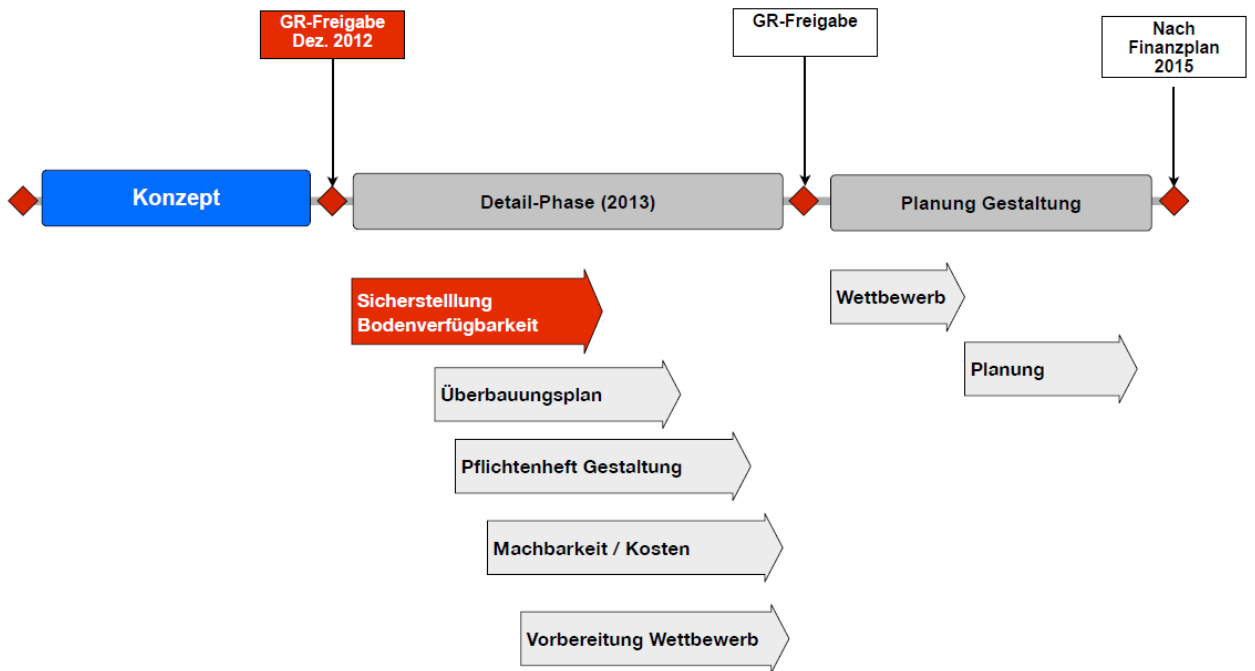 GR-Freigabe
Dez. 2012
GR-Freigabe
Nach
Finanzplan
2015
Konzept
Detail-Phase (2013)
Planung Gestaltung
Sicherstelllung
Bodenverfügbarkeit
Wettbewerb
Planung
Überbauungsplan
Pflichtenheft Gestaltung
Machbarkeit / Kosten
Vorbereitung Wettbewerb